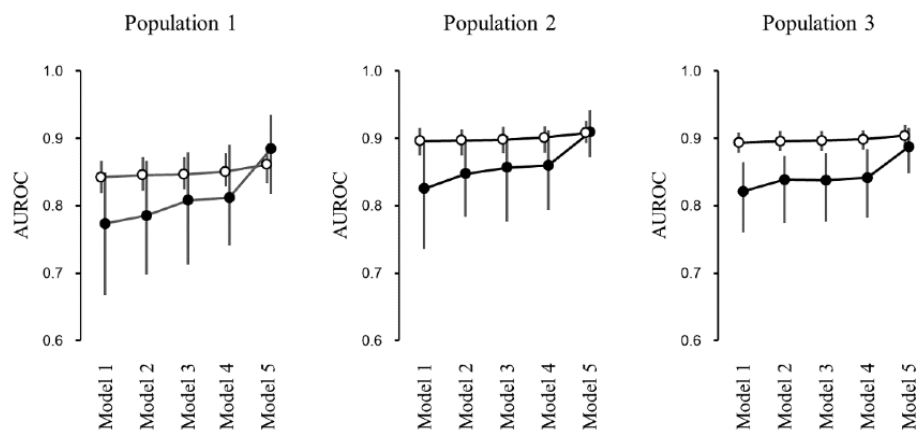 Population 1
Population 2
Population 3
AUROC
1.0
0.9
0.8
0.7
0.6
Model 1
Model 2
Model 3
Model 4
Model 5
AUROC
1.0
0.9
0.8
0.7
0.6
Model 1
Model 2
Model 3
Model 4
Model 5
AUROC
1.0
0.9
0.8
0.7
0.6
Model 1
Model 2
Model 3
Model 4
Model 5